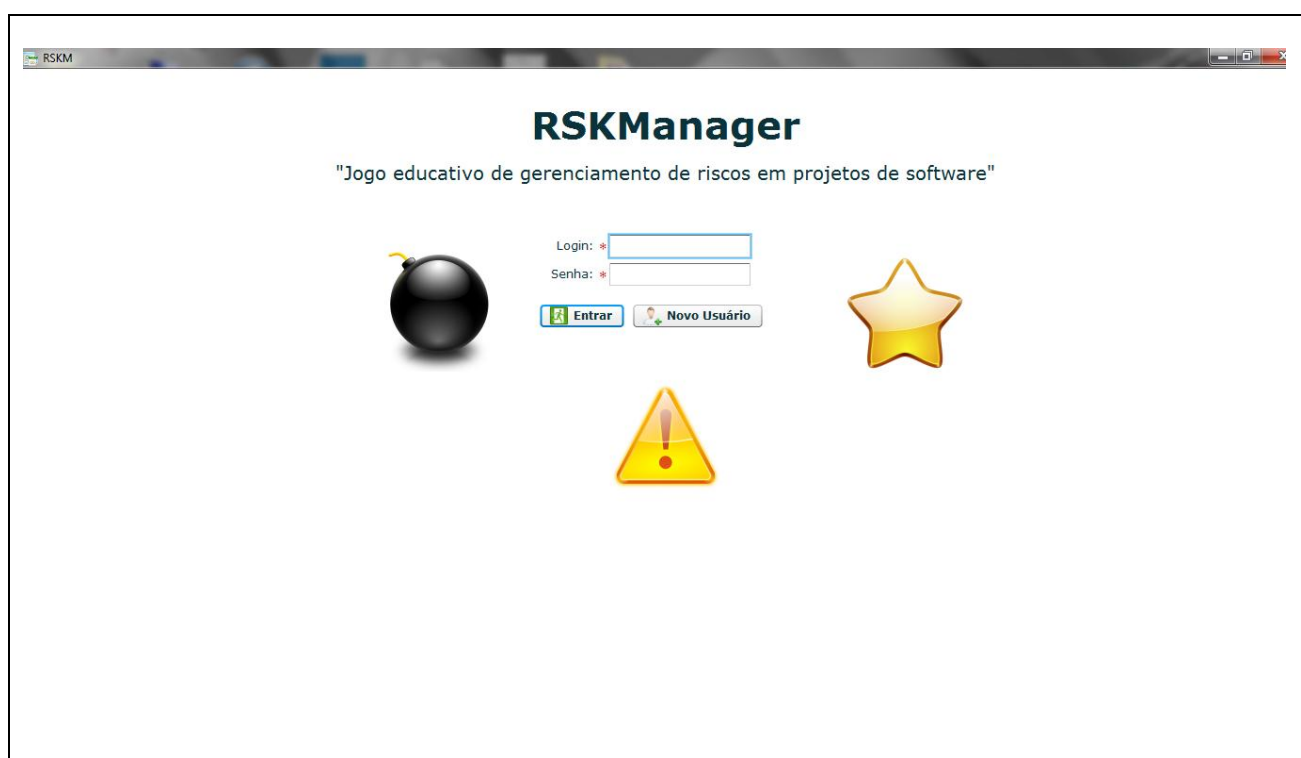 RSKM
RSKManager
"Jogo educativo de gerenciamento de riscos em projetos de software"
Login: *
Senha: *
Entrar Novo Usuário